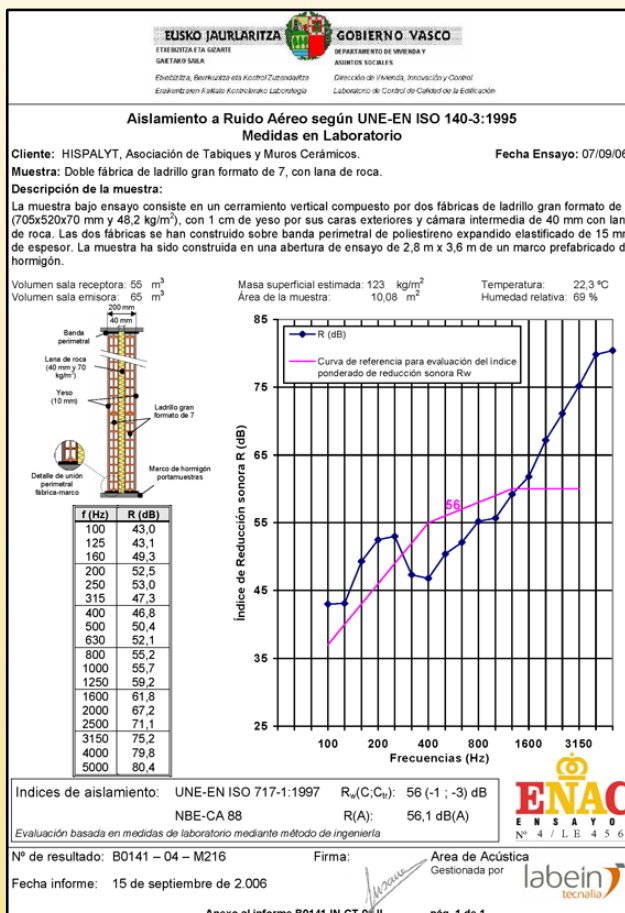 EUSKO JAURLARITZA GOBIERNO VASCO
ETXEBIZITZA ETA GIZARTE
GAIETAKO SAILA
DEPARTAMENTO DE VIVIENDA Y
ASUNTOS SOCIALES
Etxebizitza, Berrikuntza eta Kontrol Zuzendaritza
Eraikuntzaren Kalitate Kontrolerako Laborategia
Dirección de Vivienda, Innovación y Control
Laboratorio de Control de Calidad de la Edificación
Aislamiento a Ruido Aéreo según UNE-EN ISO 140-3:1995
Medidas en Laboratorio
Cliente: HISPALYT, Asociación de Tabiques y Muros Cerámicos. Fecha Ensayo: 07/09/06
Muestra: Doble fábrica de ladrillo gran formato de 7, con lana de roca.
Descripción de la muestra:
La muestra bajo ensayo consiste en un cerramiento vertical compuesto por dos fábricas de ladrillo gran formato de
(705x520x70 mm y 48,2 kg/m²), con 1 cm de yeso por sus caras exteriores y cámara intermedia de 40 mm con lan
de roca. Las dos fábricas se han construido sobre banda perimetral de poliestireno expandido elastificado de 15 mm
de espesor. La muestra ha sido construida en una abertura de ensayo de 2,8 m x 3,6 m de un marco prefabricado d
hormigón.
Volumen sala receptora: 55 m³ Masa superficial estimada: 123 kg/m² Temperatura: 22,3 ºC
Volumen sala emisora: 65 m³ Área de la muestra: 10,08 m² Humedad relativa: 69 %
200 mm
40 mm
Banda
perimetral
Lana de roca
(40 mm y 70
kg/m³)
Yeso
(10 mm)
Ladrillo gran
formato de 7
Detalle de unión
perimetral
fábrica-marco
Marco de hormigón
portamuestras
f (Hz) R (dB)
100 43,0
125 43,1
160 49,3
200 52,5
250 53,0
315 47,3
400 46,8
500 50,4
630 52,1
800 55,2
1000 55,7
1250 59,2
1600 61,8
2000 67,2
2500 71,1
3150 75,2
4000 79,8
5000 80,4
Índice de Reducción sonora R (dB)
85
75
65
55
45
35
25
R (dB)
Curva de referencia para evaluación del índice
ponderado de reducción sonora Rw
56
100 200 400 800 1600 3150
Frecuencias (Hz)
Indices de aislamiento: UNE-EN ISO 717-1:1997 Rw(C;Ctr): 56 (-1 ; -3) dB
NBE-CA 88 R(A): 56,1 dB(A)
Evaluación basada en medidas de laboratorio mediante método de ingeniería
ENAC
ENSAYO
Nº 4 / LE 456
Nº de resultado: B0141 – 04 – M216 Firma: Area de Acústica
Gestionada por
Fecha informe: 15 de septiembre de 2.006
labein
tecnalia
Anexo al informe B0141-IN-CT- II pág. 1 de 1